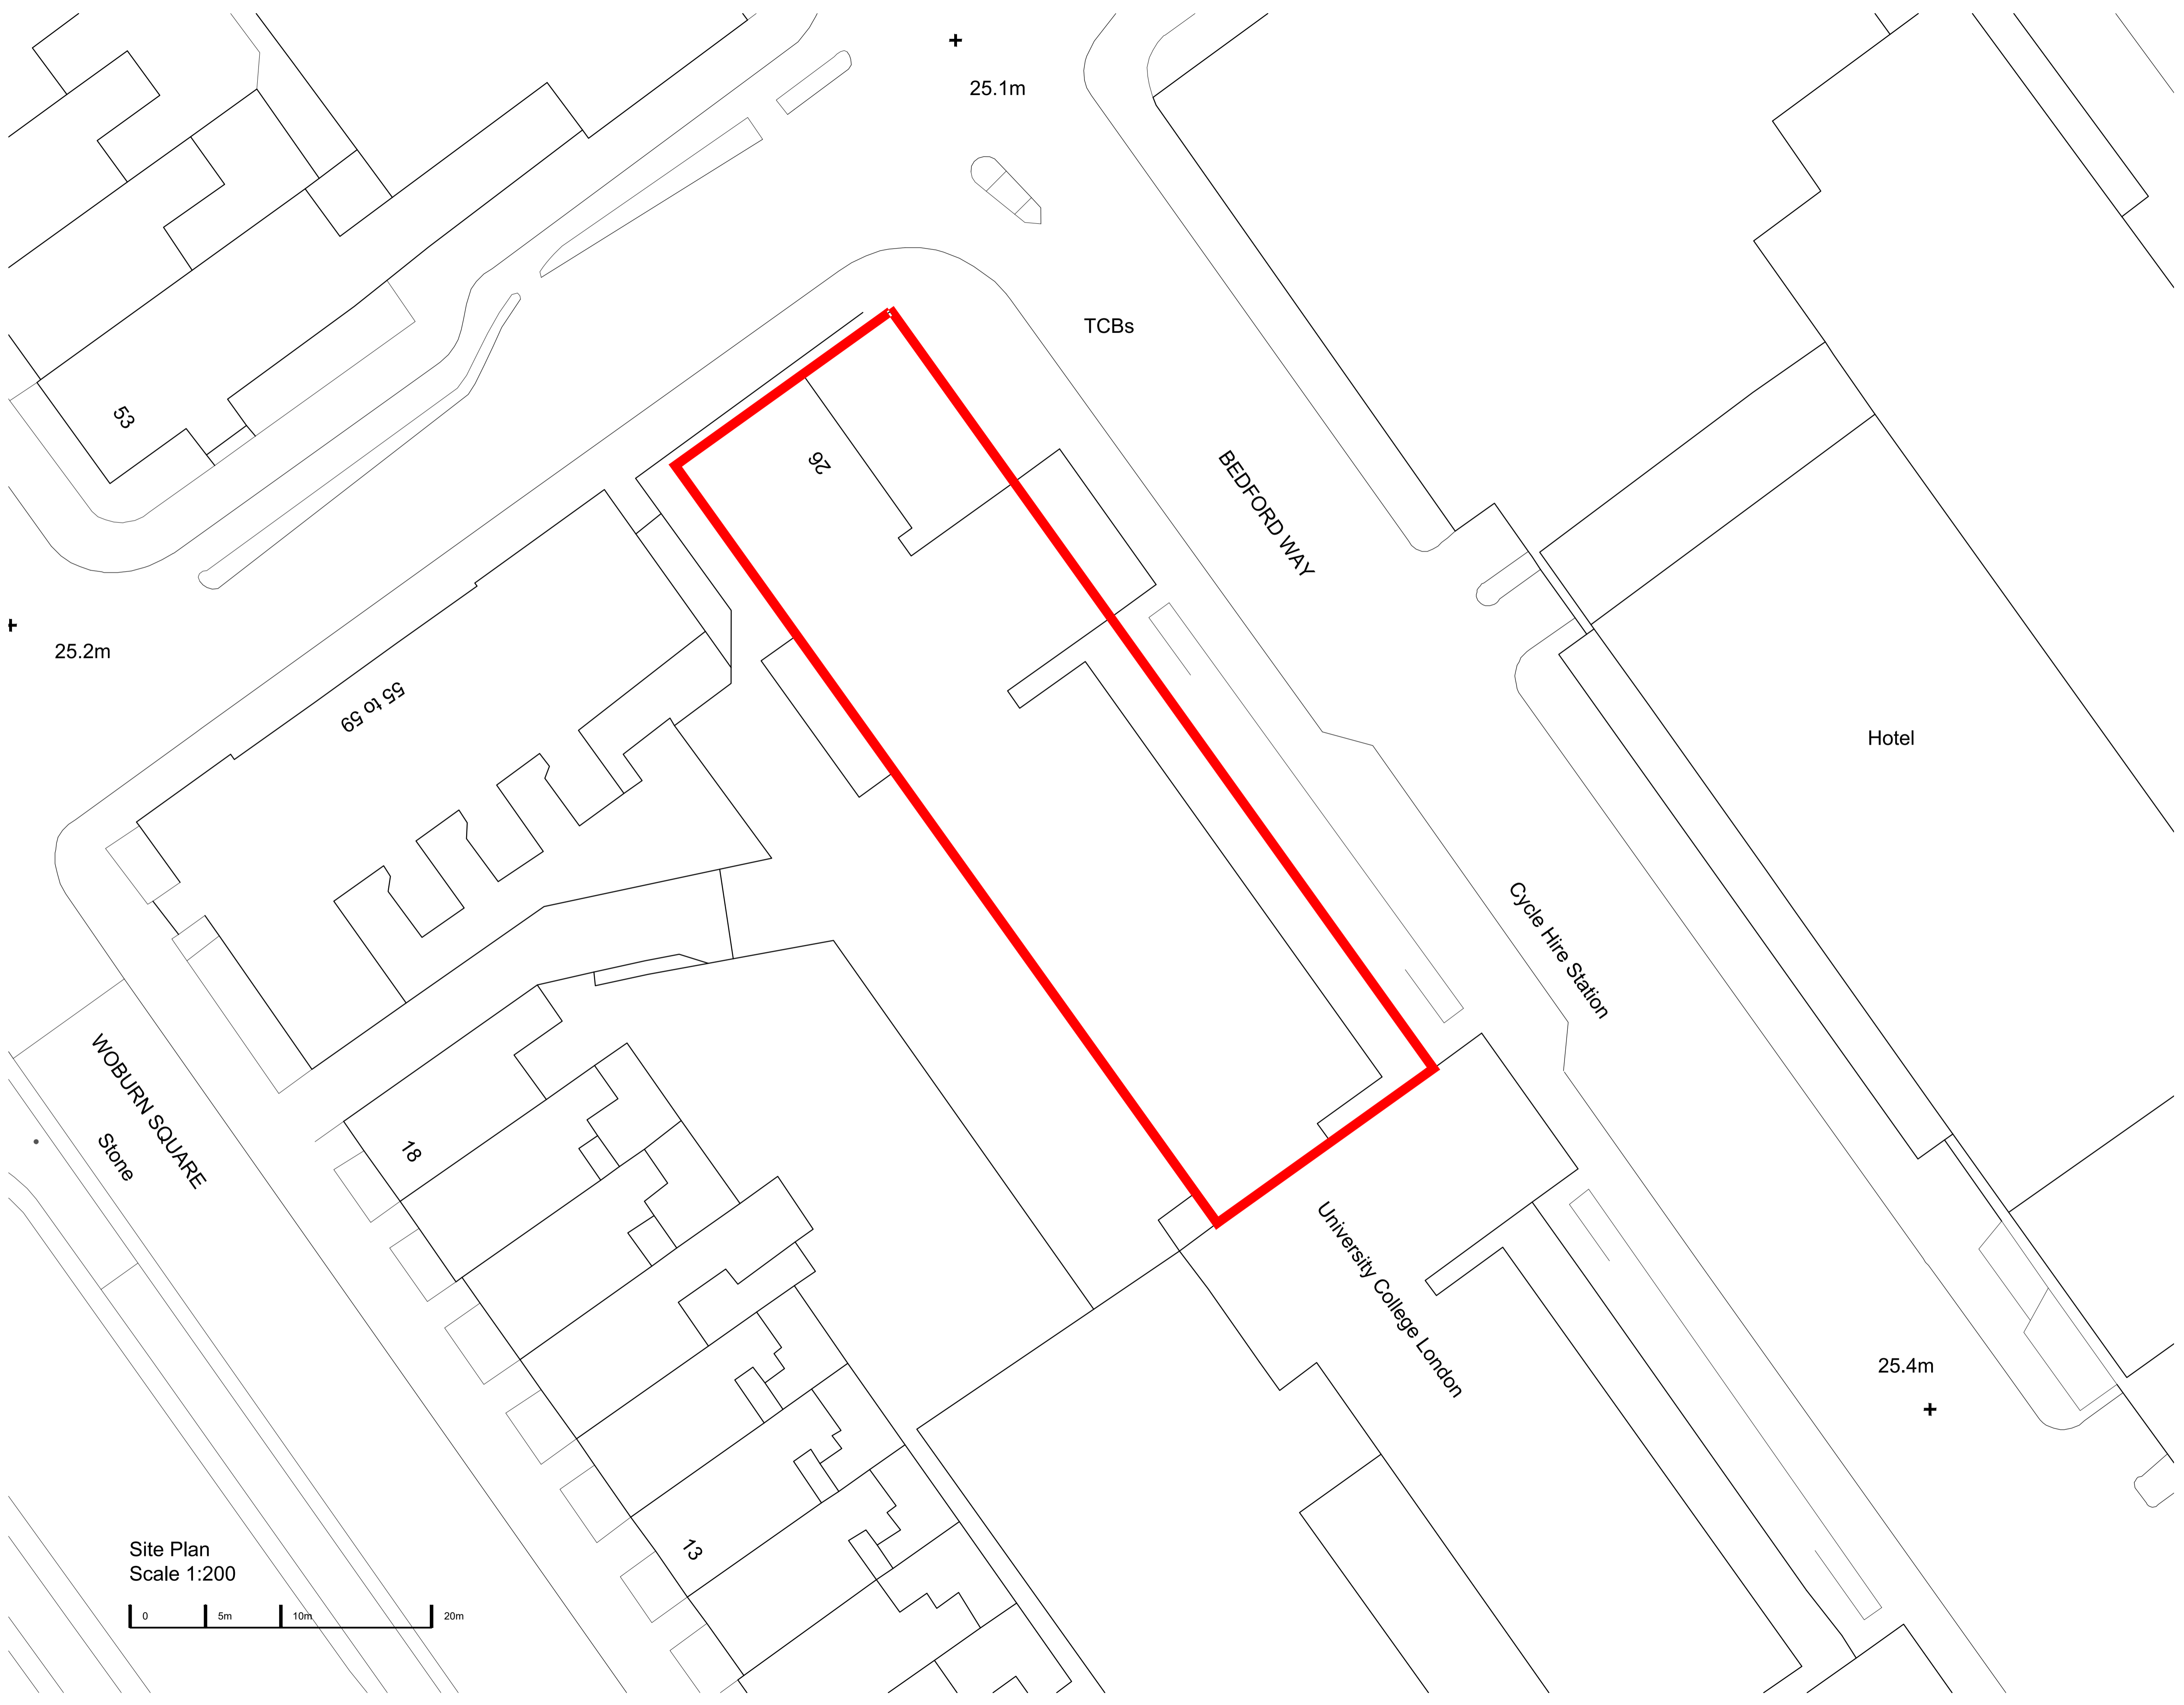 25.1m
TCBs
53
26
BEDFORD WAY
25.2m
55 to 59
Hotel
Cycle Hire Station
WOBURN SQUARE
Stone
18
University College London
25.4m
13
Site Plan
Scale 1:200
0 5m 10m 20m